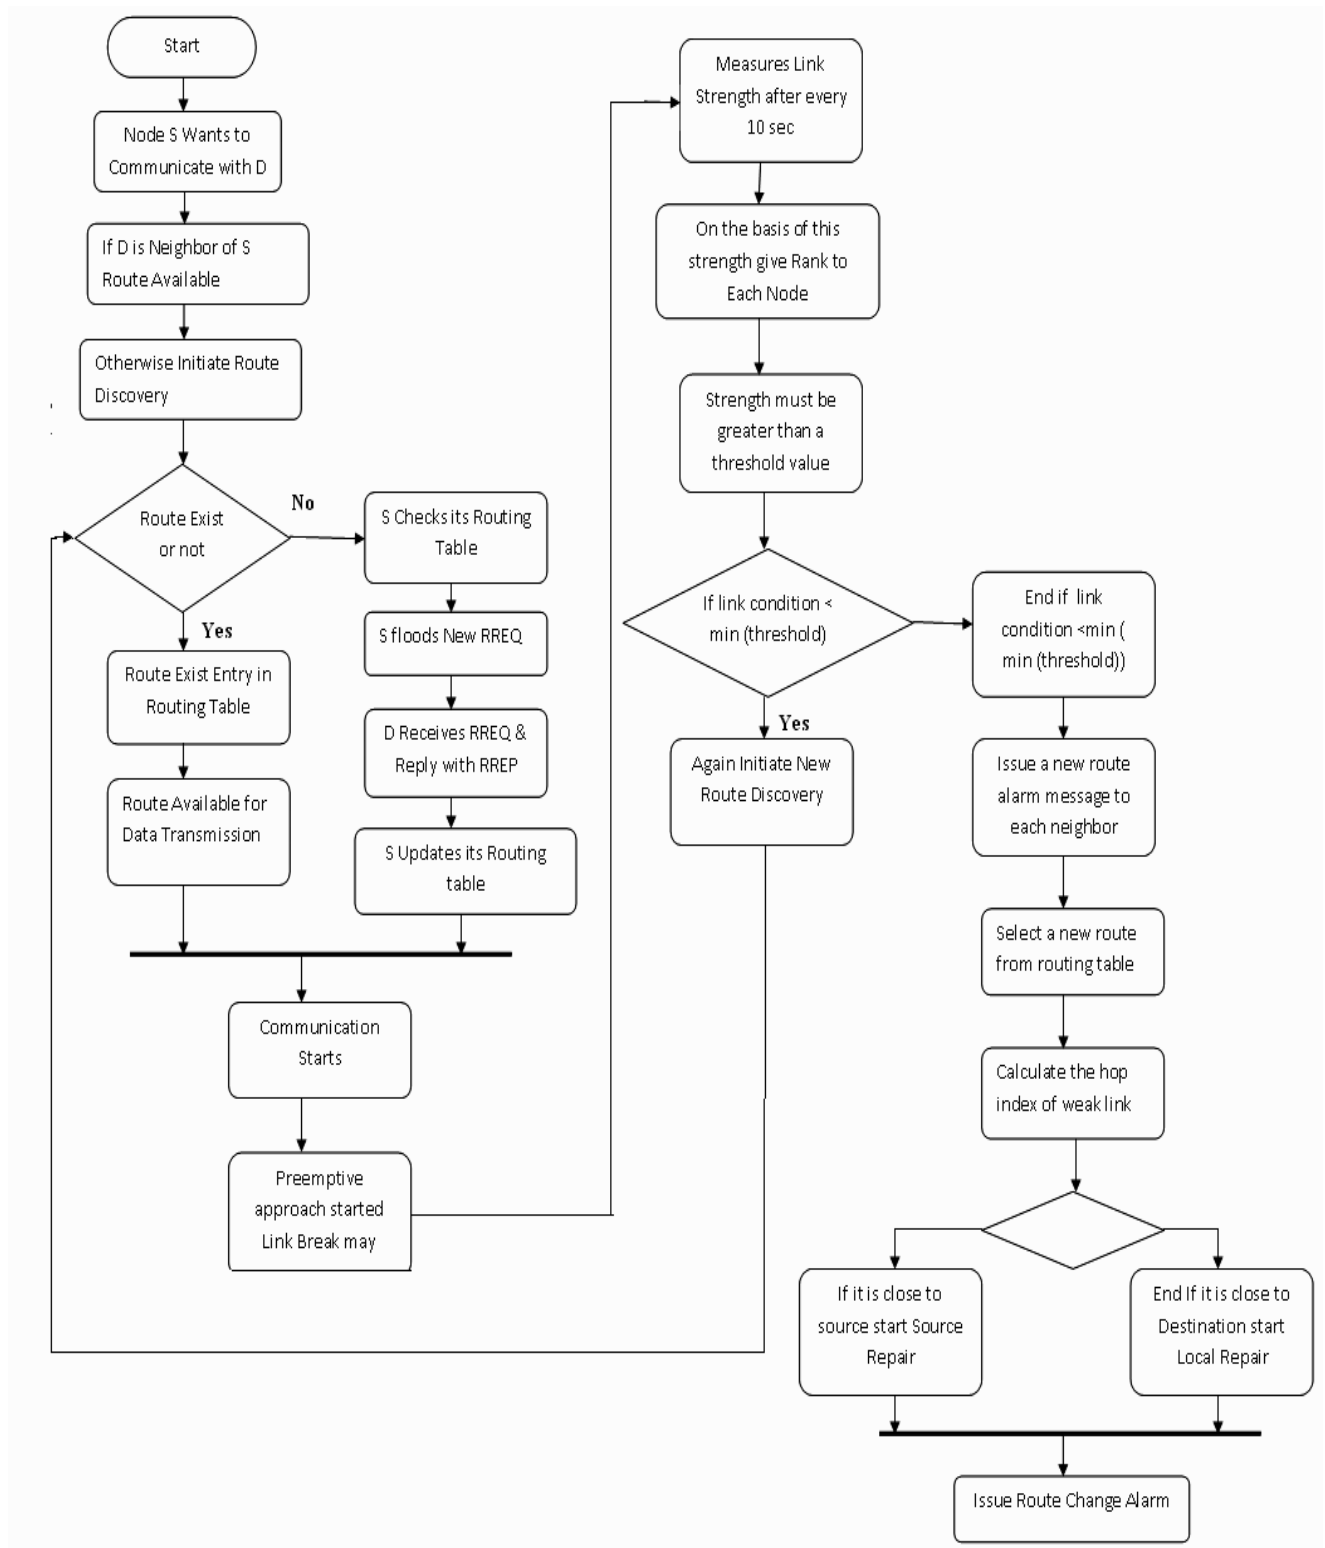 Start
Node S Wants to
Communicate with D
If D is Neighbor of S
Route Available
Otherwise Initiate Route
Discovery
Route Exist
or not
No
Yes
S Checks its Routing
Table
S floods New RREQ
D Receives RREQ &
Reply with RREP
S Updates its Routing
table
Route Exist Entry in
Routing Table
Route Available for
Data Transmission
Communication
Starts
Preemptive
approach started
Link Break may
Measures Link
Strength after every
10 sec
On the basis of this
strength give Rank to
Each Node
Strength must be
greater than a
threshold value
If link condition <
min (threshold)
Yes
Again Initiate New
Route Discovery
End if link
condition <min (
min (threshold))
Issue a new route
alarm message to
each neighbor
Select a new route
from routing table
Calculate the hop
index of weak link
If it is close to
source start Source
Repair
End If it is close to
Destination start
Local Repair
Issue Route Change Alarm